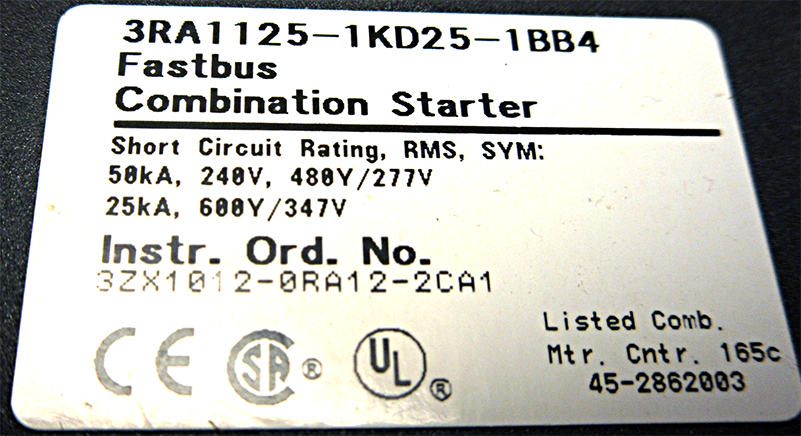 3RA1125-1KD25-1BB4
Fastbus
Combination Starter
Short Circuit Rating, RMS, SYM:
50kA, 240V, 480Y/277V
25kA, 600Y/347V
Instr. Ord. No.
3ZX1012-0RA12-2CA1
CE SA ® UL ®
Listed Comb.
Mtr. Cntr. 165c
45-2862003